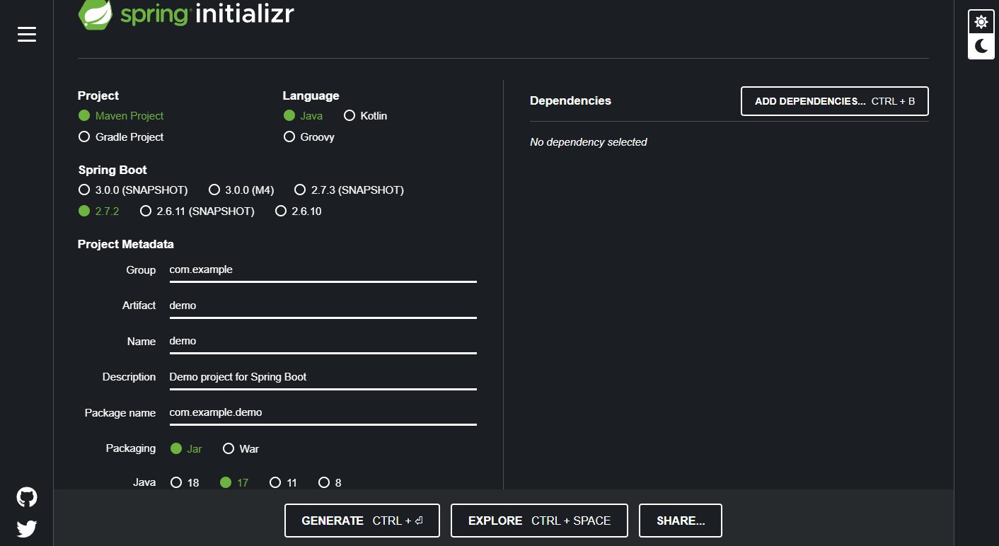 spring initializr
Project
Maven Project
Gradle Project
Language
Java Kotlin
Groovy
Spring Boot
3.0.0 (SNAPSHOT) 3.0.0 (M4) 2.7.3 (SNAPSHOT)
2.7.2 2.6.11 (SNAPSHOT) 2.6.10
Project Metadata
Group com.example
Artifact demo
Name demo
Description Demo project for Spring Boot
Package name com.example.demo
Packaging Jar War
Java 18 17 11 8
Dependencies ADD DEPENDENCIES... CTRL + B
No dependency selected
GENERATE CTRL + ⏎ EXPLORE CTRL + SPACE SHARE...